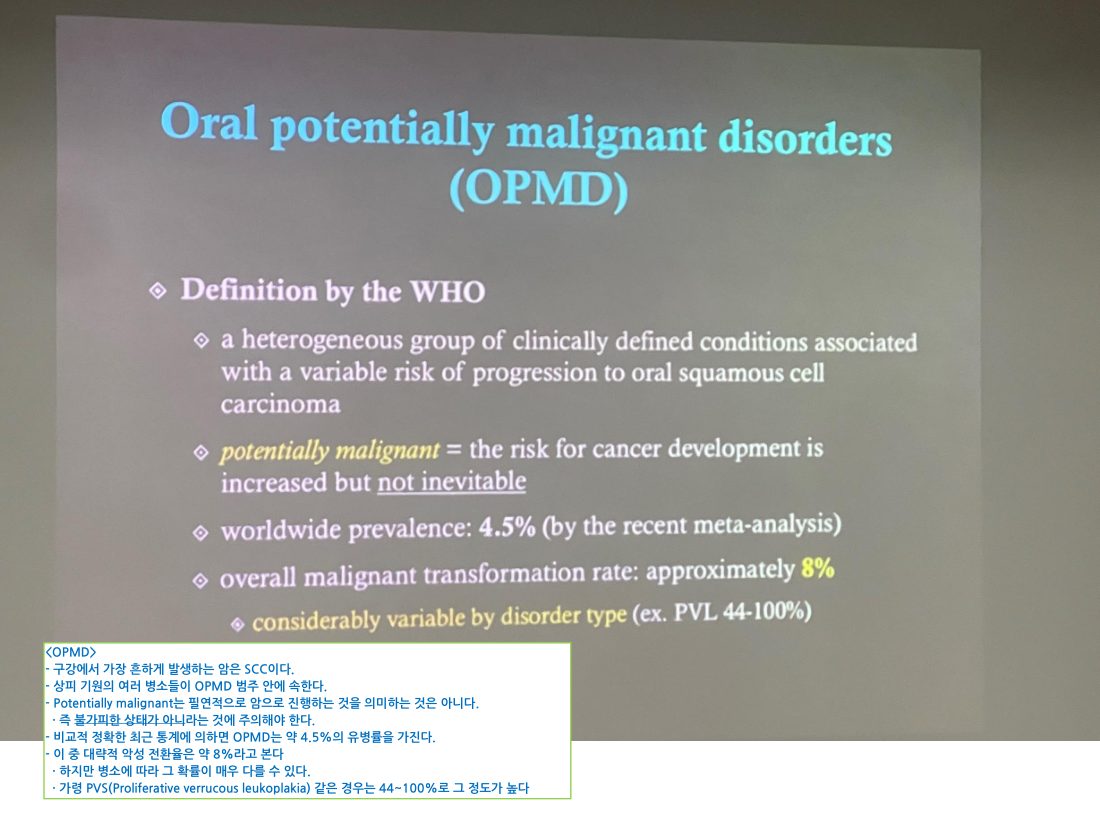 Oral potentially malignant disorders
(OPMD)
Definition by the WHO
a heterogeneous group of clinically defined conditions associated
with a variable risk of progression to oral squamous cell
carcinoma
potentially malignant = the risk for cancer development is
increased but not inevitable
worldwide prevalence: 4.5% (by the recent meta-analysis)
overall malignant transformation rate: approximately 8%
considerably variable by disorder type (ex. PVL 44-100%)
<OPMD>
- 구강에서 가장 흔하게 발생하는 암은 SCC이다.
- 상피 기원의 여러 병소들이 OPMD 범주 안에 속한다.
- Potentially malignant는 필연적으로 암으로 진행하는 것을 의미하는 것은 아니다.
· 즉 불가피한 상태가 아니라는 것에 주의해야 한다.
- 비교적 정확한 최근 통계에 의하면 OPMD는 약 4.5%의 유병률을 가진다.
- 이 중 대략적 악성 전환율은 약 8%라고 본다
· 하지만 병소에 따라 그 확률이 매우 다를 수 있다.
· 가령 PVS(Proliferative verrucous leukoplakia) 같은 경우는 44~100%로 그 정도가 높다